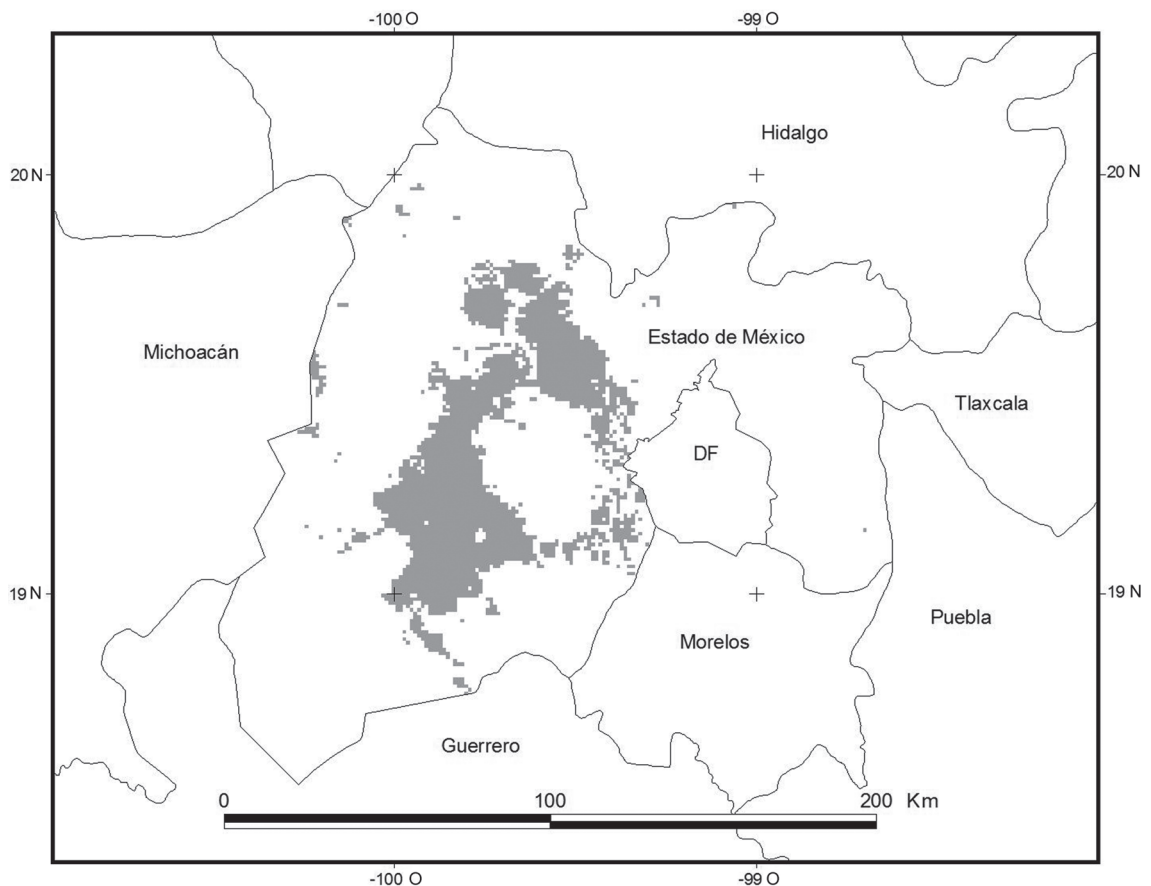 -100 O
-99 O
Hidalgo
20 N
20 N
Estado de México
Michoacán
Tlaxcala
DF
19 N
19 N
Puebla
Morelos
Guerrero
0 100 200 Km
-100 O
-99 O